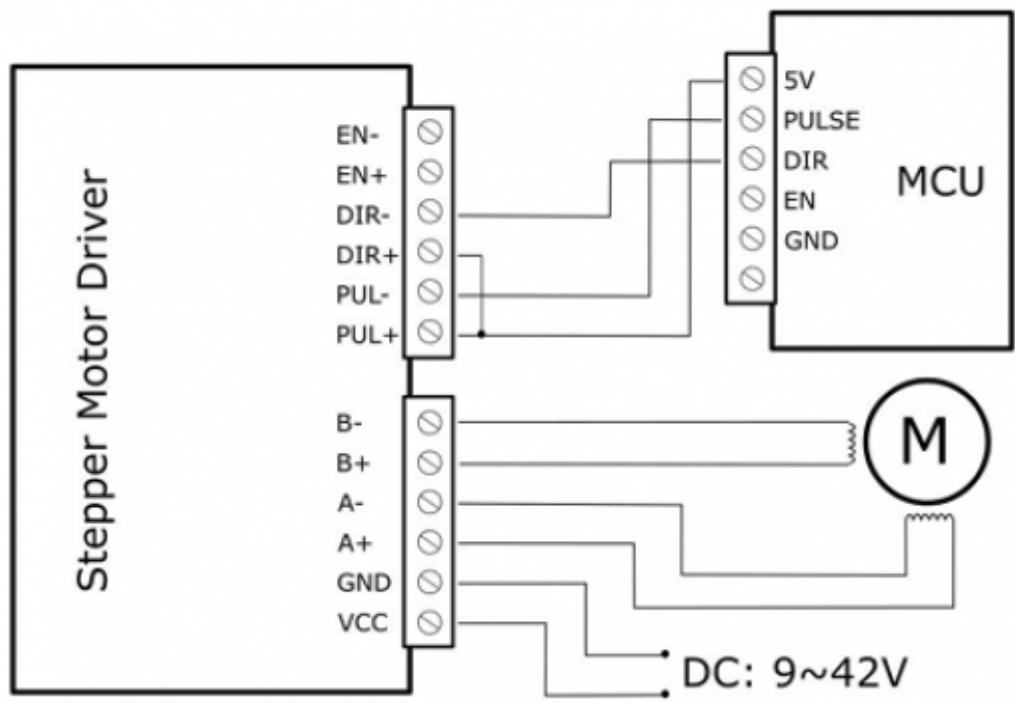 Stepper Motor Driver
EN-
EN+
DIR-
DIR+
PUL-
PUL+
B-
B+
A-
A+
GND
VCC
5V
PULSE
DIR
EN
GND
MCU
M
DC: 9~42V